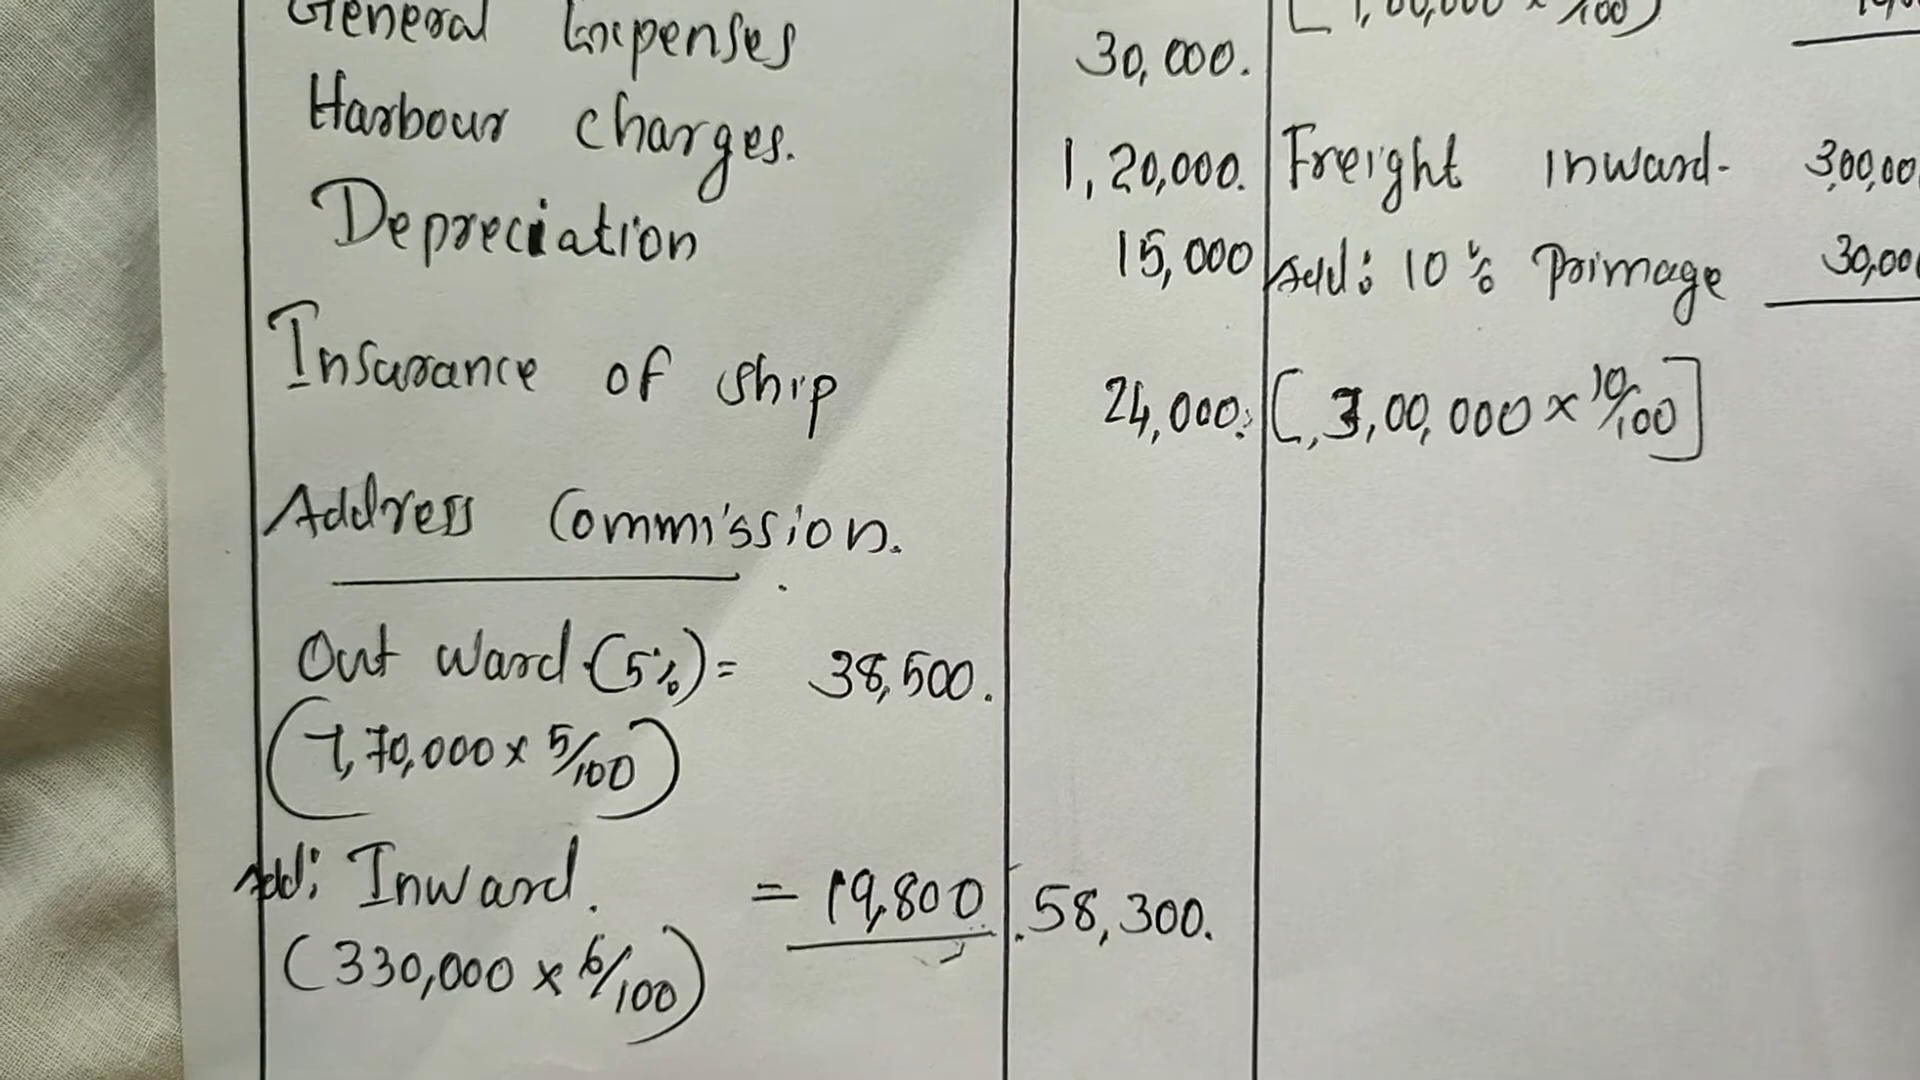 General Expenses 30,000.
Harbour charges. 1,20,000.
Depreciation 15,000
Insurance of ship 24,000.
Address Commission.
Out ward (5%) = 38,500.
(7,70,000 x 5/100)
Add: Inward. = 19,800 58,300.
(330,000 x 6/100)
Freight inward- 3,00,00
Add: 10% Primage 30,00
[3,00,000 x 10/100]